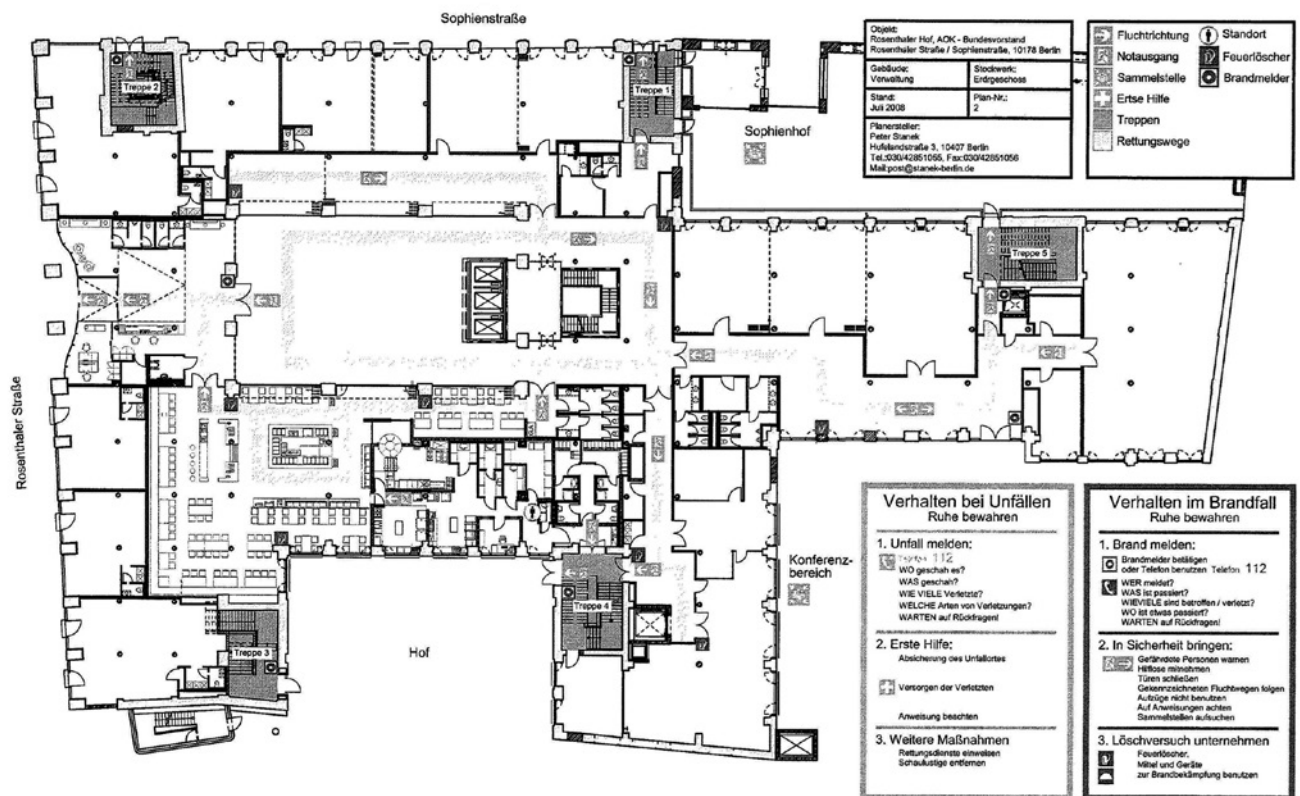 Sophienstraße
Objekt:
Rosenthaler Hof, AOK - Bundesvorstand
Rosenthaler Straße / Sophienstraße, 10178 Berlin
Gebäude:
Verwaltung
Stockwerk:
Erdrgeschoss
Stand:
Juli 2008
Plan-Nr.:
2
Planersteller:
Peter Stanek
Hufelandstraße 3, 10407 Berlin
Tel.:030/42851055, Fax:030/42851056
Mail:post@stanek-berlin.de
Fluchtrichtung
Notausgang
Sammelstelle
Ertse Hilfe
Treppen
Rettungswege
Standort
Feuerlöscher
Brandmelder
Treppe 2
Treppe 1
Sophienhof
Treppe 5
Rosenthaler Straße
Konferenz-
bereich
Treppe 4
Hof
Treppe 3
Verhalten bei Unfällen
Ruhe bewahren
1. Unfall melden:
Telefon 112
WO geschah es?
WAS geschah?
WIE VIELE Verletzte?
WELCHE Arten von Verletzungen?
WARTEN auf Rückfragen!
2. Erste Hilfe:
Absicherung des Unfallortes
Versorgen der Verletzten
Anweisung beachten
3. Weitere Maßnahmen
Rettungsdienste einweisen
Schaulustige entfernen
Verhalten im Brandfall
Ruhe bewahren
1. Brand melden:
Brandmelder betätigen
oder Telefon benutzen Telefon 112
WER meldet?
WAS ist passiert?
WIEVIELE sind betroffen / verletzt?
WO ist etwas passiert?
WARTEN auf Rückfragen!
2. In Sicherheit bringen:
Gefährdete Personen warnen
Hilflose mitnehmen
Türen schließen
Gekennzeichneten Fluchtwegen folgen
Aufzüge nicht benutzen
Auf Anweisungen achten
Sammelstellen aufsuchen
3. Löschversuch unternehmen
Feuerlöscher,
Mittel und Geräte
zur Brandbekämpfung benutzen